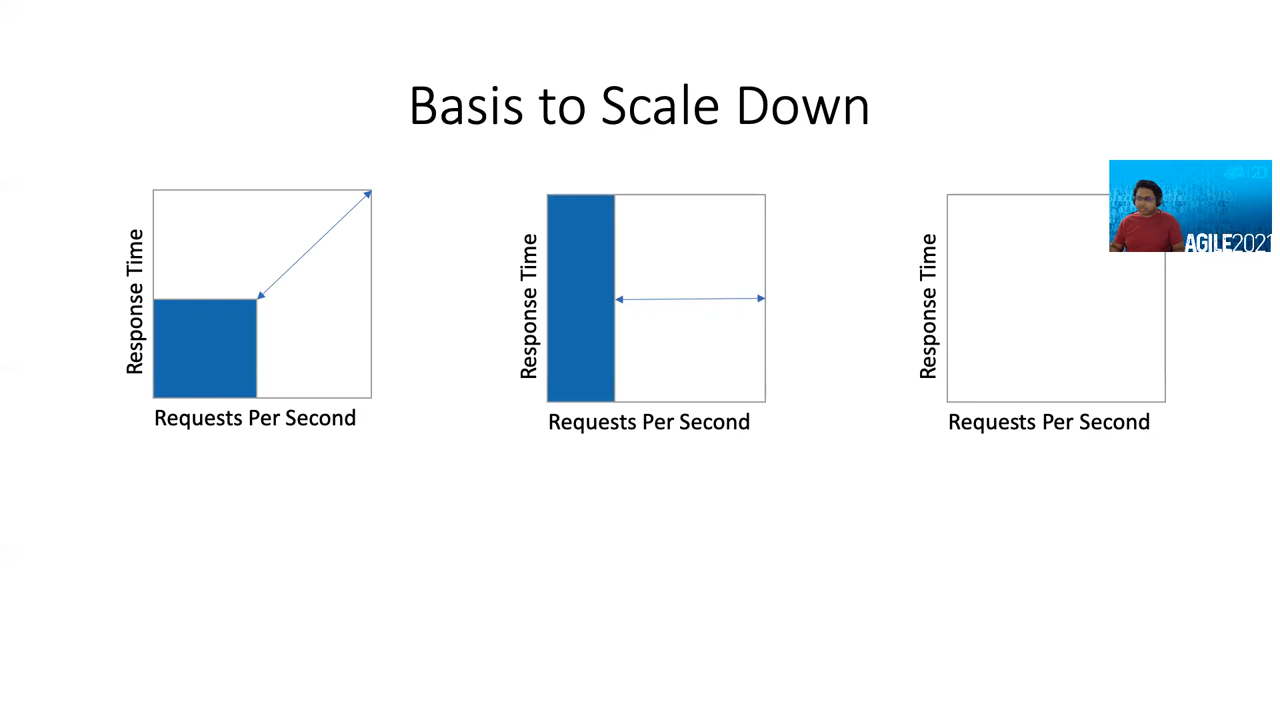 Basis to Scale Down
Response Time
Requests Per Second
Response Time
Requests Per Second
Response Time
Requests Per Second
AGILE2021